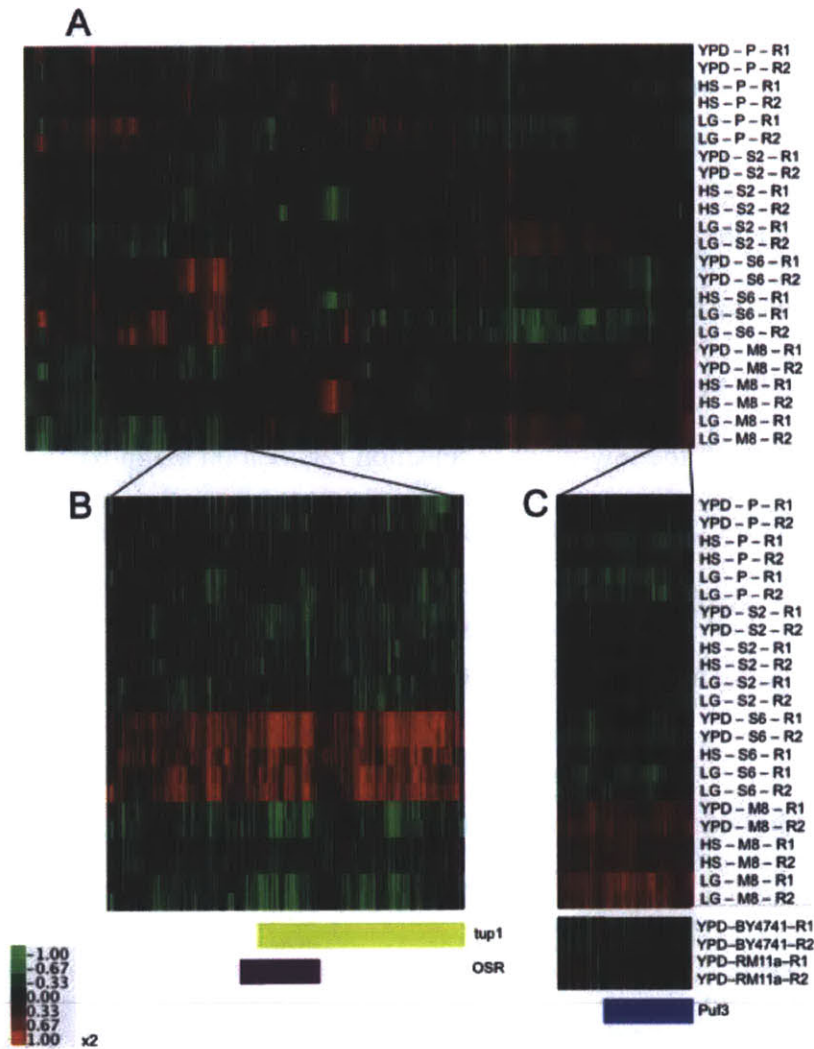 A
YPD – P – R1
YPD – P – R2
HS – P – R1
HS – P – R2
LG – P – R1
LG – P – R2
YPD – S2 – R1
YPD – S2 – R2
HS – S2 – R1
HS – S2 – R2
LG – S2 – R1
LG – S2 – R2
YPD – S6 – R1
YPD – S6 – R2
HS – S6 – R1
LG – S6 – R1
LG – S6 – R2
YPD – M8 – R1
YPD – M8 – R2
HS – M8 – R1
HS – M8 – R2
LG – M8 – R1
LG – M8 – R2
B
C
YPD – P – R1
YPD – P – R2
HS – P – R1
HS – P – R2
LG – P – R1
LG – P – R2
YPD – S2 – R1
YPD – S2 – R2
HS – S2 – R1
HS – S2 – R2
LG – S2 – R1
LG – S2 – R2
YPD – S6 – R1
YPD – S6 – R2
HS – S6 – R1
LG – S6 – R1
LG – S6 – R2
YPD – M8 – R1
YPD – M8 – R2
HS – M8 – R1
HS – M8 – R2
LG – M8 – R1
LG – M8 – R2
tup1
OSR
YPD–BY4741–R1
YPD–BY4741–R2
YPD–RM11a–R1
YPD–RM11a–R2
Puf3
-1.00
-0.67
-0.33
0.00
0.33
0.67
1.00 x2